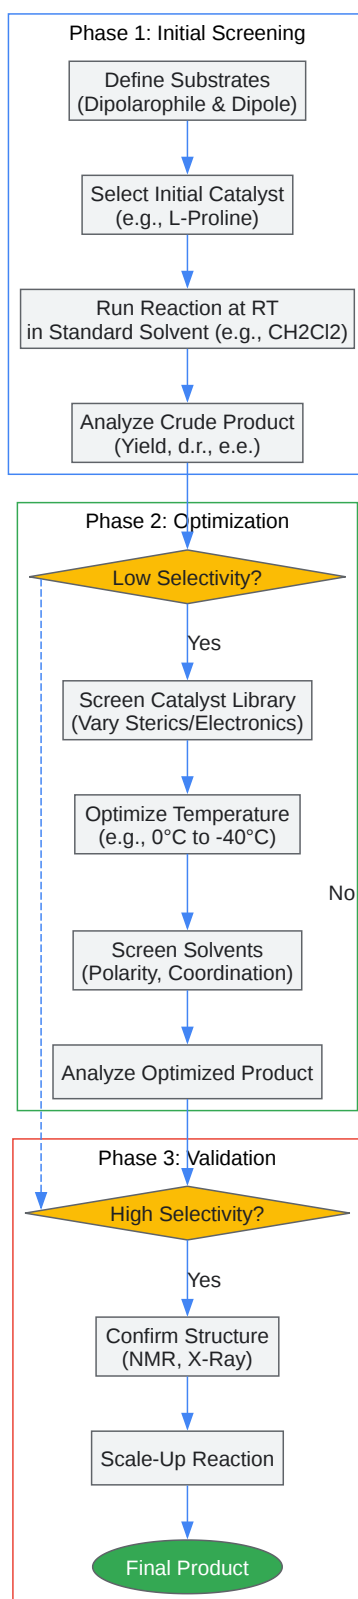 Phase 1: Initial Screening
Define Substrates
(Dipolarophile & Dipole)
Select Initial Catalyst
(e.g., L-Proline)
Run Reaction at RT
in Standard Solvent (e.g., CH2Cl2)
Analyze Crude Product
(Yield, d.r., e.e.)
Phase 2: Optimization
Low Selectivity?
Yes
Screen Catalyst Library
(Vary Sterics/Electronics)
Optimize Temperature
(e.g., 0°C to -40°C)
No
Screen Solvents
(Polarity, Coordination)
Analyze Optimized Product
Phase 3: Validation
High Selectivity?
Yes
Confirm Structure
(NMR, X-Ray)
Scale-Up Reaction
Final Product